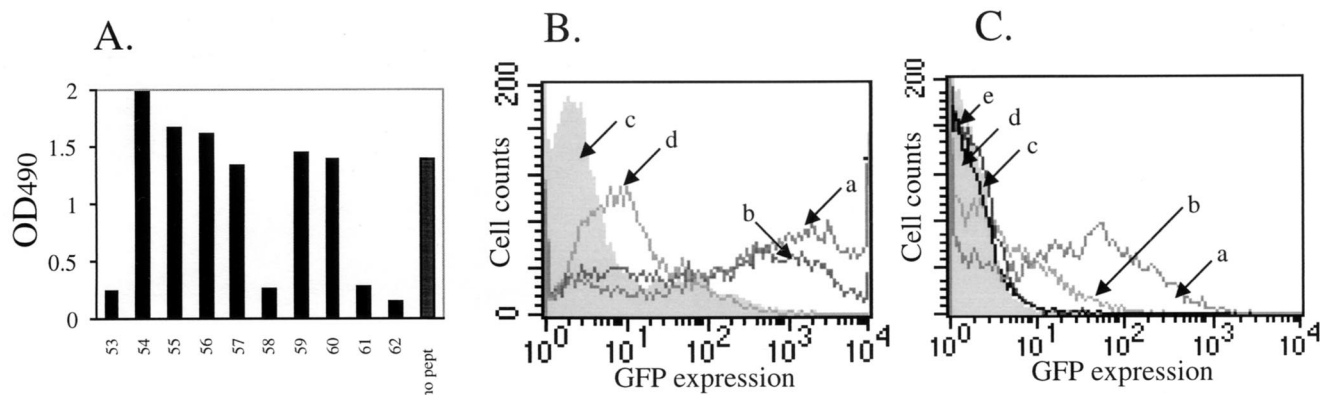 A.
OD490
2
1.5
1
0.5
0
53 54 55 56 57 58 59 60 61 62 no pept
B.
Cell counts
200
0
c
d
a
b
10^0 10^1 10^2 10^3 10^4
GFP expression
C.
Cell counts
200
0
e
d
c
b
a
10^0 10^1 10^2 10^3 10^4
GFP expression